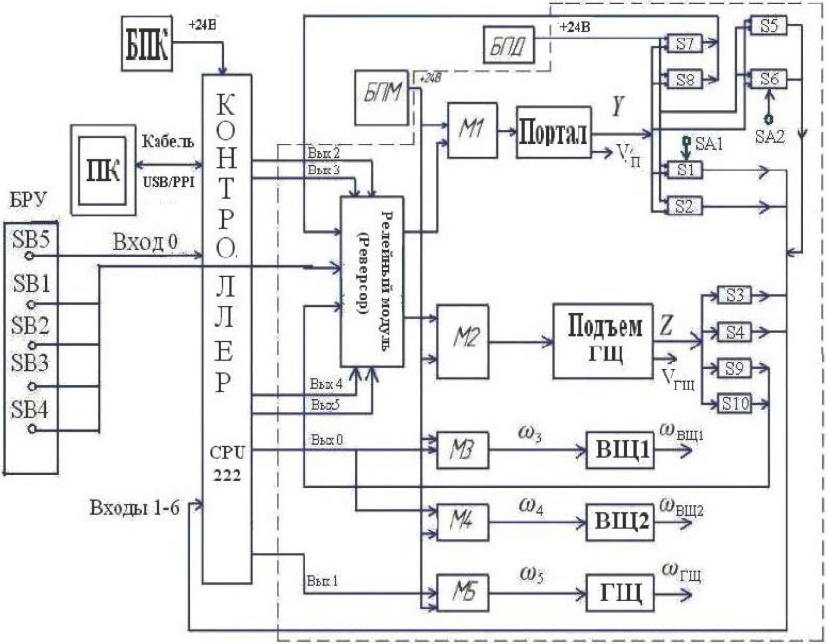 БПК
+24В
БПД
+24В
S5
S7
S8
S6
+24В
БПМ
М1
Портал
Y
V'П
SA1
SA2
S1
S2
ПК
Кабель
USB/PPI
КОНТРОЛЛЕР
Вых 2
Вых 3
БРУ
SB5
Вход 0
SB1
SB2
SB3
SB4
Релейный модуль
(Реверсор)
М2
Подъем
ГЩ
Z
VГЩ
S3
S4
S9
S10
Вых 4
Вых5
Вых 0
CPU
222
М3
ω3
ВЩ1
ωВЩ1
Входы 1-6
М4
ω4
ВЩ2
ωВЩ2
Вых 1
М5
ω5
ГЩ
ωГЩ